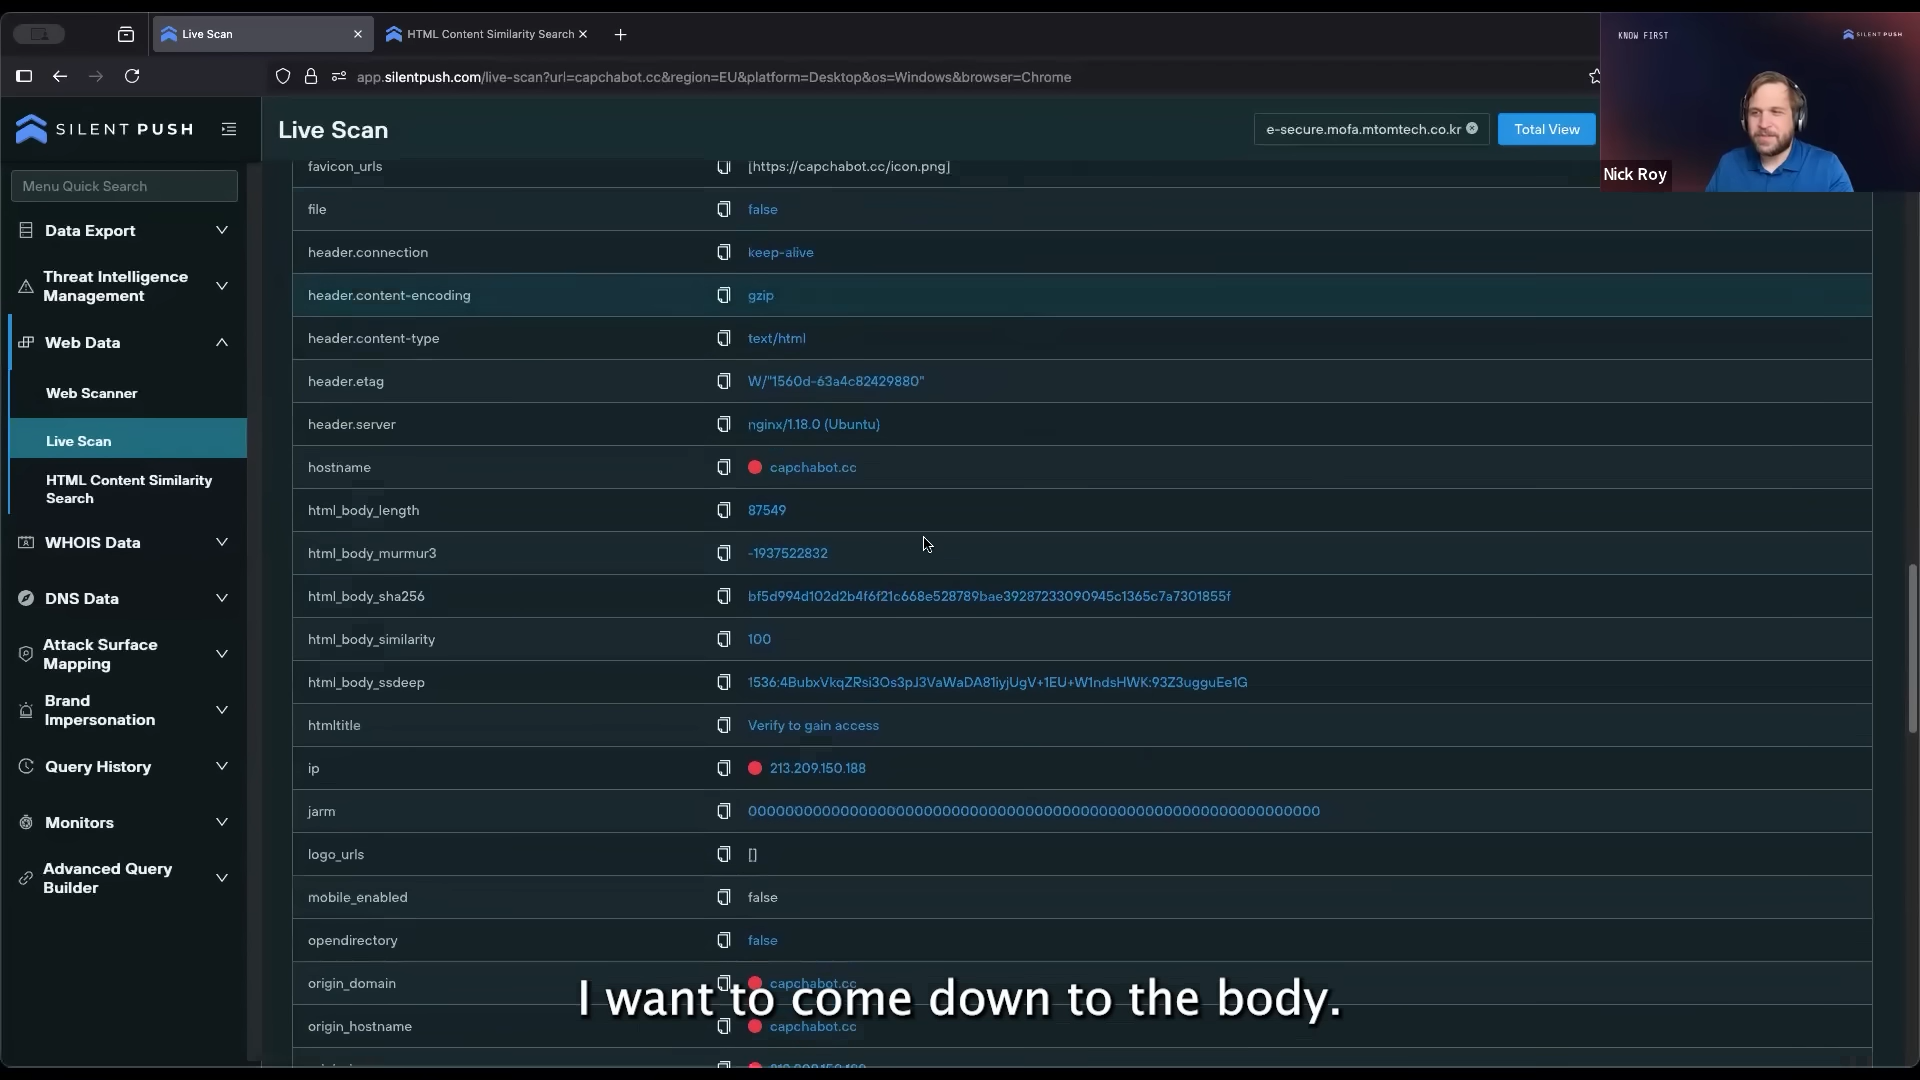 Live Scan
HTML Content Similarity Search
app.silentpush.com/live-scan?url=capchabot.cc&region=EU&platform=Desktop&os=Windows&browser=Chrome
KNOW FIRST
SILENT PUSH
Nick Roy
SILENT PUSH
Live Scan
e-secure.mofa.mtomtech.co.kr
Total View
Menu Quick Search
Data Export
Threat Intelligence
Management
Web Data
Web Scanner
Live Scan
HTML Content Similarity
Search
WHOIS Data
DNS Data
Attack Surface
Mapping
Brand
Impersonation
Query History
Monitors
Advanced Query
Builder
favicon_urls [https://capchabot.cc/icon.png]
file false
header.connection keep-alive
header.content-encoding gzip
header.content-type text/html
header.etag W/"1560d-63a4c82429880"
header.server nginx/1.18.0 (Ubuntu)
hostname capchabot.cc
html_body_length 87549
html_body_murmur3 -1937522832
html_body_sha256 bf5d994d102d2b4f6f21c668e528789bae39287233090945c1365c7a7301855f
html_body_similarity 100
html_body_ssdeep 1536:4BubxVkqZRsi3Os3pJ3VaWaDA81iyjUgV+1EU+W1ndsHWK:93Z3ugguEe1G
htmltitle Verify to gain access
ip 213.209.150.188
jarm 00000000000000000000000000000000000000000000000000000000000000
logo_urls []
mobile_enabled false
opendirectory false
origin_domain capchabot.cc
origin_hostname capchabot.cc
I want to come down to the body.